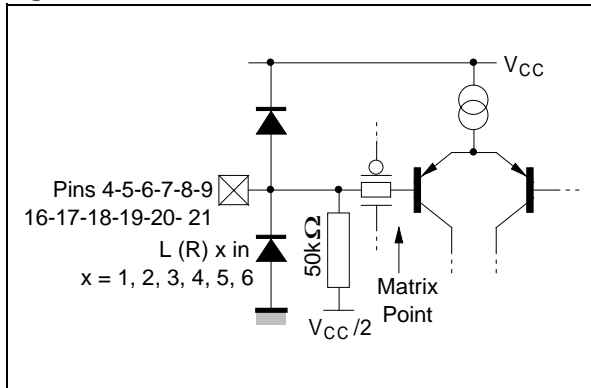 VCC
Pins 4-5-6-7-8-9
16-17-18-19-20- 21
L (R) x in
x = 1, 2, 3, 4, 5, 6
50kΩ
Matrix
Point
VCC/2